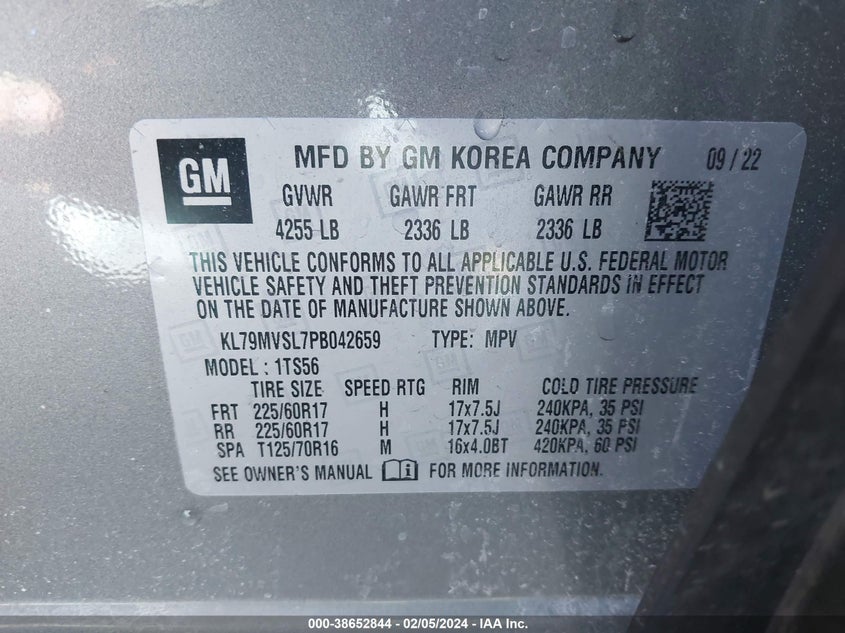 GM
MFD BY GM KOREA COMPANY 09/22
GVWR GAWR FRT GAWR RR
4255 LB 2336 LB 2336 LB
THIS VEHICLE CONFORMS TO ALL APPLICABLE U.S. FEDERAL MOTOR
VEHICLE SAFETY AND THEFT PREVENTION STANDARDS IN EFFECT
ON THE DATE OF MANUFACTURE SHOWN ABOVE.
KL79MVSL7PB042659 TYPE: MPV
MODEL : 1TS56
TIRE SIZE SPEED RTG RIM COLD TIRE PRESSURE
FRT 225/60R17 H 17x7.5J 240KPA, 35 PSI
RR 225/60R17 H 17x7.5J 240KPA, 35 PSI
SPA T125/70R16 M 16x4.0BT 420KPA, 60 PSI
SEE OWNER'S MANUAL FOR MORE INFORMATION.
000-38652844 - 02/05/2024 - © IAA Inc.